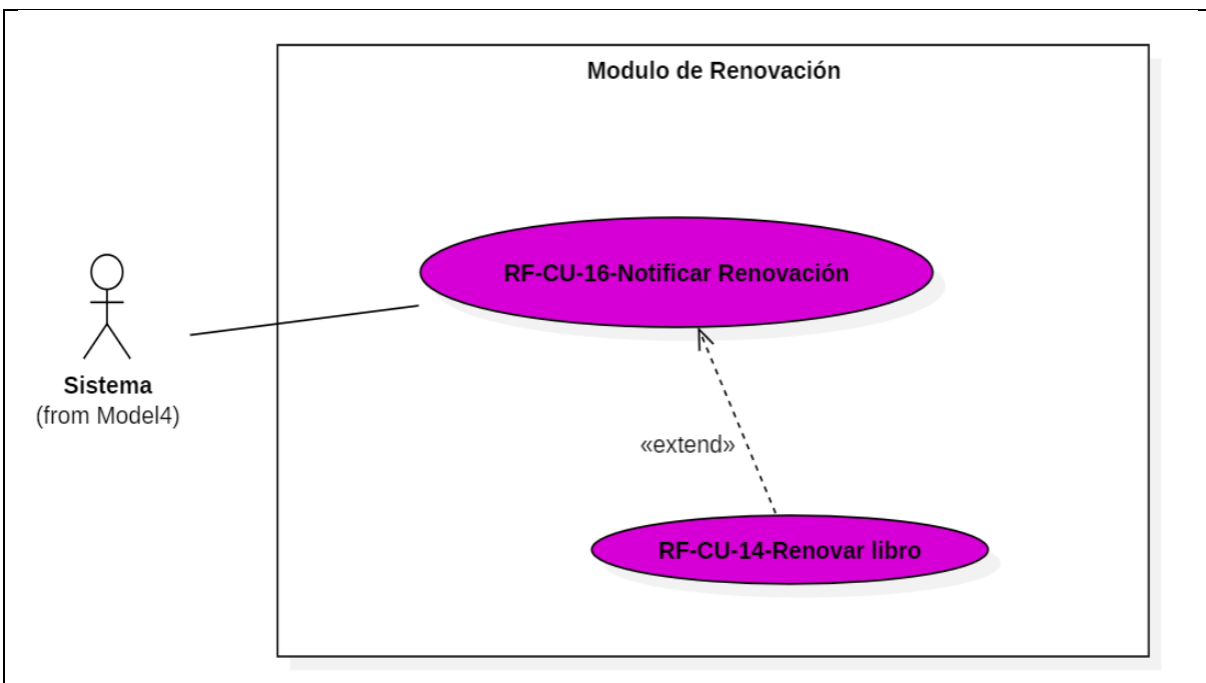 Modulo de Renovación
RF-CU-16-Notificar Renovación
Sistema
(from Model4)
«extend»
RF-CU-14-Renovar libro